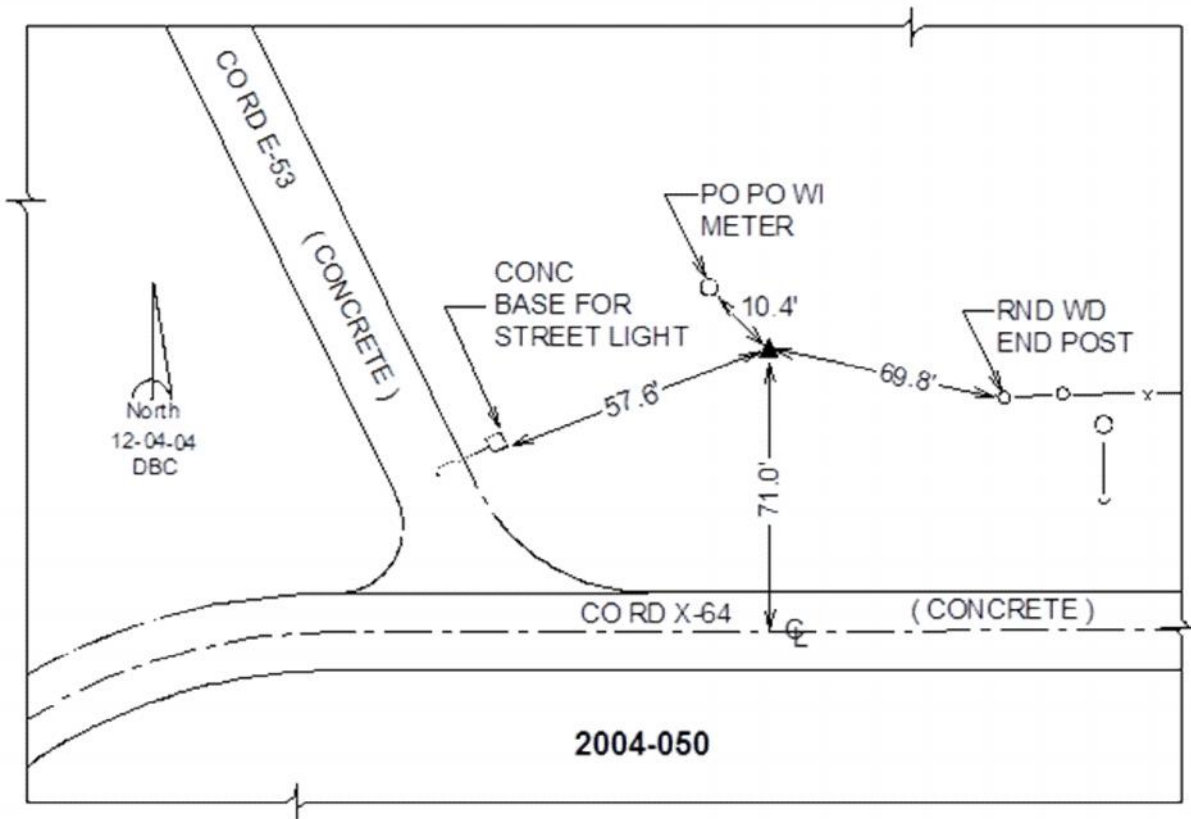 CO RD E-53
( CONCRETE )
PO PO WI
METER
CONC
BASE FOR
STREET LIGHT
10.4'
RND WD
END POST
69.8'
57.6'
x
North
12-04-04
DBC
71.0'
CO RD X-64
( CONCRETE )
CL
2004-050